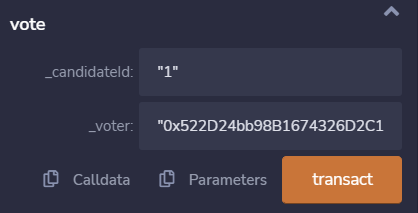 vote
_candidateId: "1"
_voter: "0x522D24bb98B1674326D2C1
Calldata Parameters transact